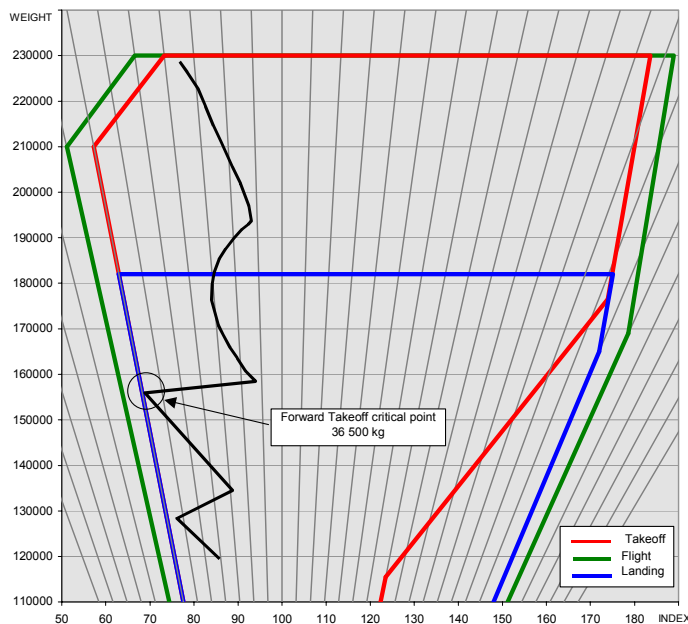 WEIGHT
230000
220000
210000
200000
190000
180000
170000
160000
150000
140000
130000
120000
110000
Forward Takeoff critical point
36 500 kg
Takeoff
Flight
Landing
50 60 70 80 90 100 110 120 130 140 150 160 170 180 INDEX